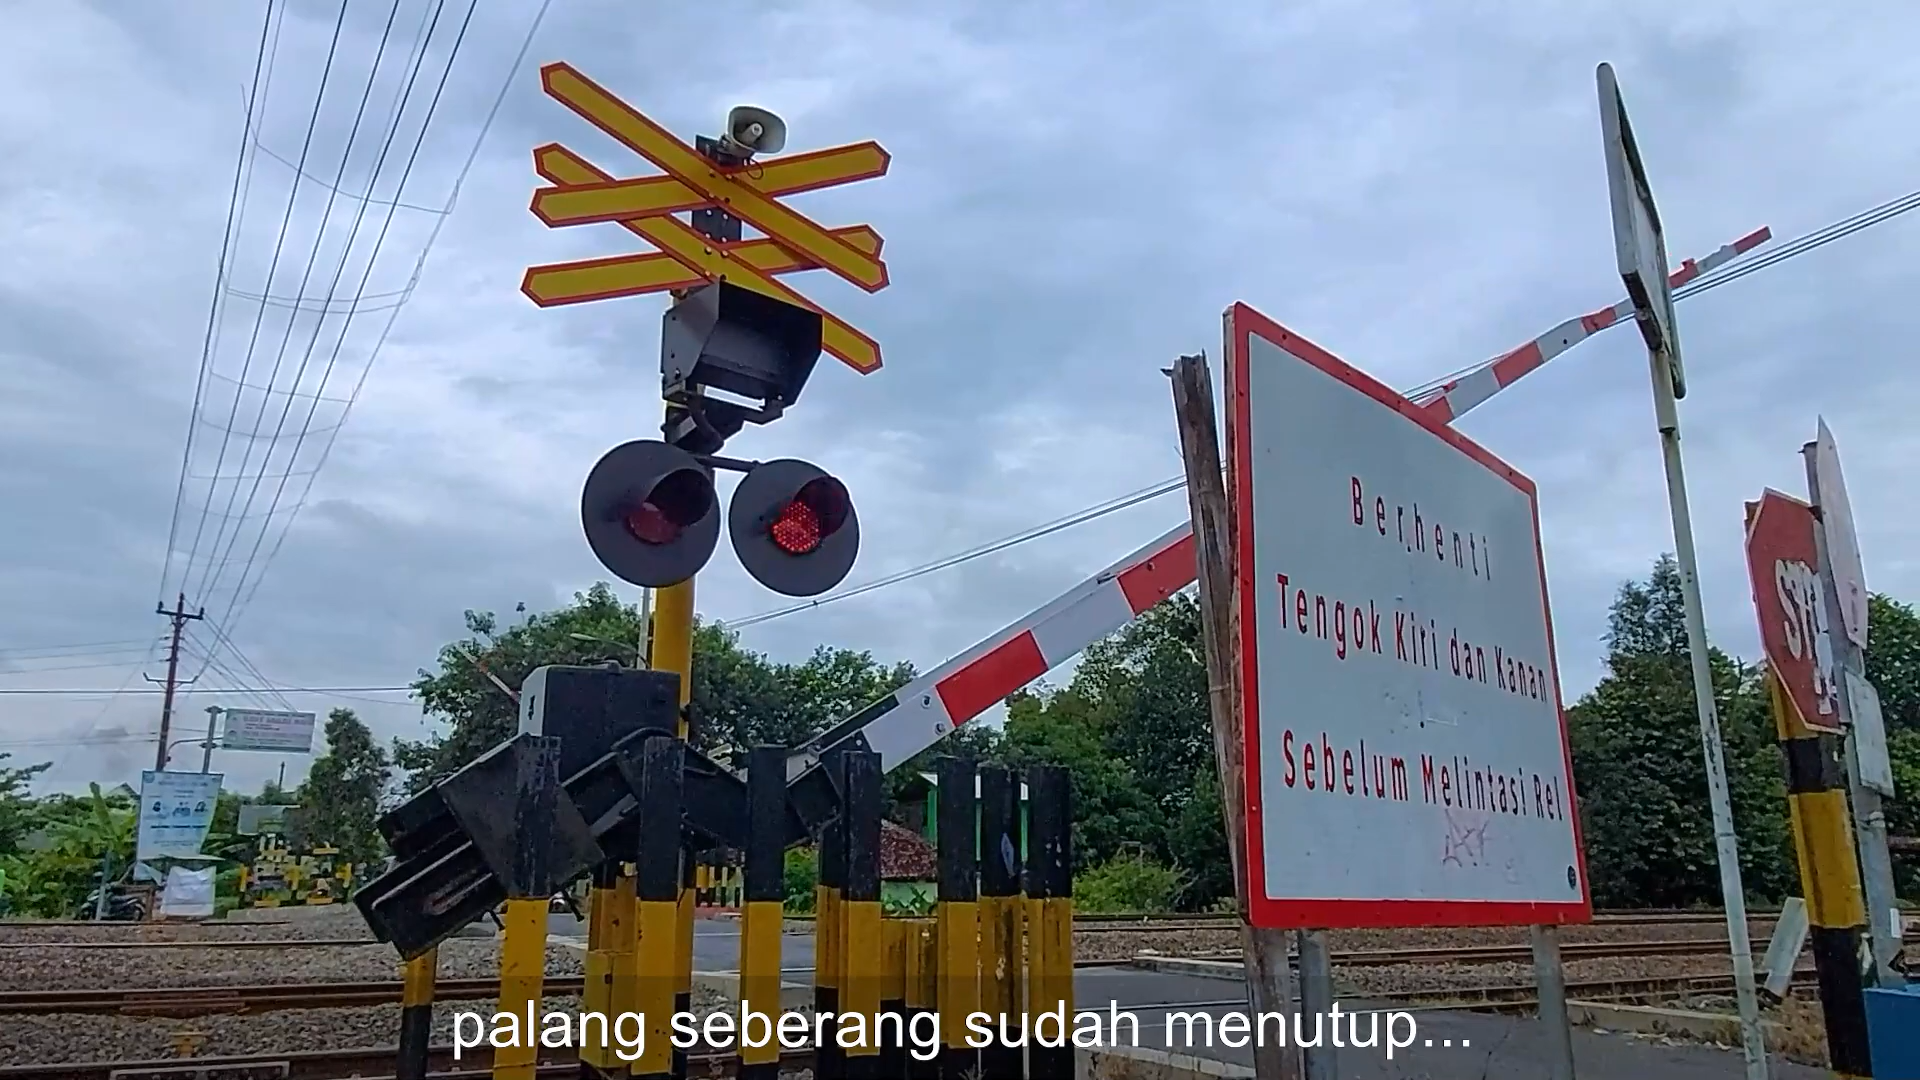 Berhenti
Tengok Kiri dan Kanan
Sebelum Melintasi Rel
palang seberang sudah menutup...